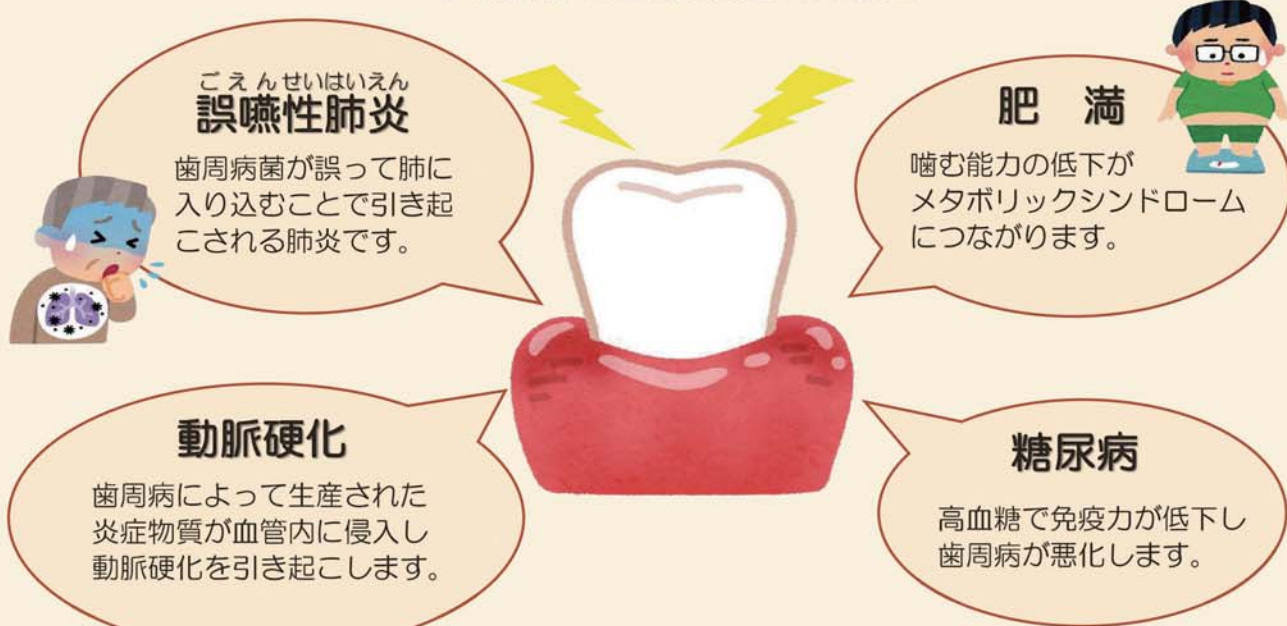 ごえんせいはいえん
誤嚥性肺炎
歯周病菌が誤って肺に
入り込むことで引き起
こされる肺炎です。
肥 満
噛む能力の低下が
メタボリックシンドローム
につながります。
動脈硬化
歯周病によって生産された
炎症物質が血管内に侵入し
動脈硬化を引き起こします。
糖尿病
高血糖で免疫力が低下し
歯周病が悪化します。